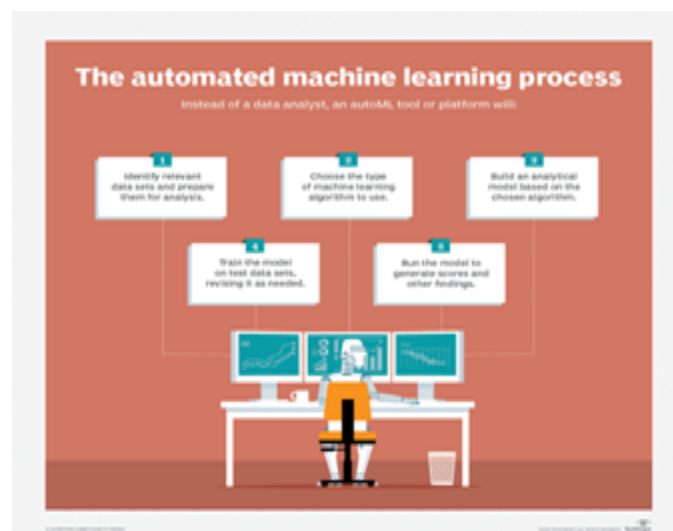 The automated machine learning process
Instead of a data analyst, an autoML tool or platform will:
1
Identify relevant
data sets and prepare
them for analysis.
2
Choose the type
of machine learning
algorithm to use.
3
Build an analytical
model based on the
chosen algorithm.
4
Train the model
on test data sets,
revising it as needed.
5
Run the model to
generate scores and
other findings.